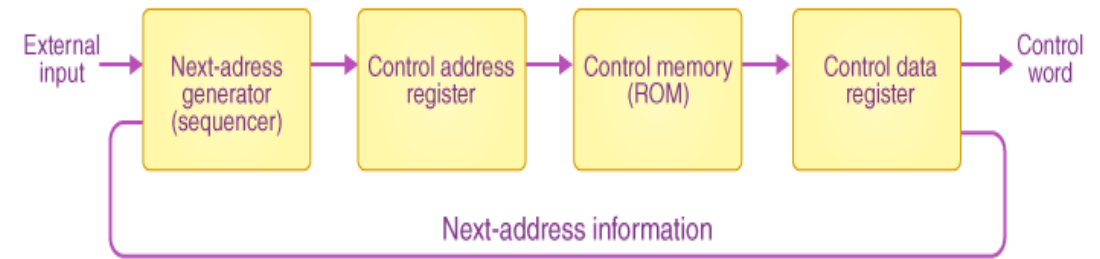 External
input
Next-adress
generator
(sequencer)
Control address
register
Control memory
(ROM)
Control data
register
Control
word
Next-address information